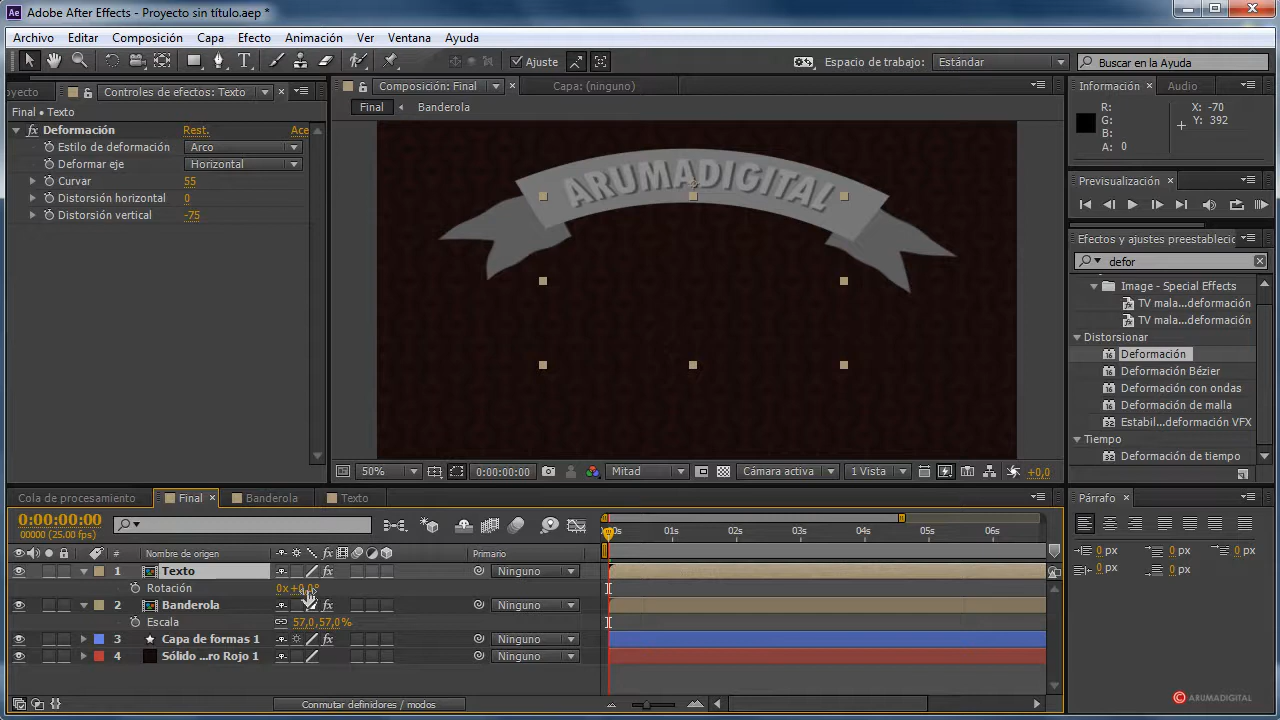 Adobe After Effects - Proyecto sin título.aep *
Archivo Editar Composición Capa Efecto Animación Ver Ventana Ayuda
Ajuste
Espacio de trabajo: Estándar
Buscar en la Ayuda
oyecto Controles de efectos: Texto
Composición: Final
Capa: (ninguno)
Información Audio
Final • Texto
Final Banderola
R: X: -70
G: Y: 392
B:
A: 0
Deformación Rest. Ace
Estilo de deformación Arco
Deformar eje Horizontal
Curvar 55
Distorsión horizontal 0
Distorsión vertical -75
ARUMADIGITAL
Previsualización
Efectos y ajustes preestableci
defor
Image - Special Effects
TV mala...deformación
TV mala...deformación
Distorsionar
Deformación
Deformación Bézier
Deformación con ondas
Deformación de malla
Estabil...deformación VFX
Tiempo
Deformación de tiempo
50% 0:00:00:00 Mitad Cámara activa 1 Vista +0,0
Cola de procesamiento Final Banderola Texto
Párrafo
0:00:00:00
00000 (25.00 fps)
00s 01s 02s 03s 04s 05s 06s
# Nombre de origen Primario
1 Texto Ninguno
Rotación 0x +0,0°
2 Banderola Ninguno
Escala 57,0,57,0%
3 Capa de formas 1 Ninguno
4 Sólido ...ro Rojo 1 Ninguno
0 px 0 px 0 px
0 px 0 px
Conmutar definidores / modos
© ARUMADIGITAL